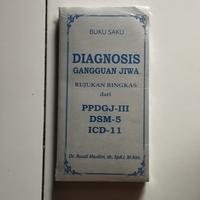 BUKU SAKU
DIAGNOSIS
GANGGUAN JIWA
RUJUKAN RINGKAS
dari
PPDGJ-III
DSM-5
ICD-11
Dr. Rusdi Maslim, dr, SpKJ, M.Kes